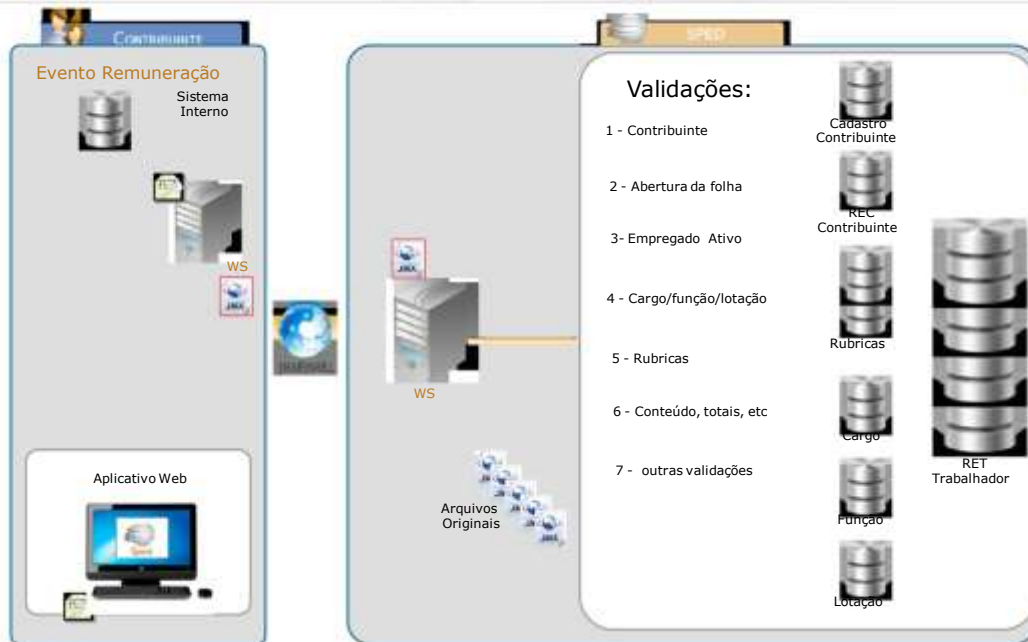 CONTRIBUINTE
Evento Remuneração
Sistema
Interno
WS
Aplicativo Web
SPED
WS
Arquivos
Originais
Validações:
1 - Contribuinte
2 - Abertura da folha
3- Empregado Ativo
4 - Cargo/função/lotação
5 - Rubricas
6 - Conteúdo, totais, etc
7 - outras validações
Cadastro
Contribuinte
REC
Contribuinte
Rubricas
Cargo
Função
Lotação
RET
Trabalhador